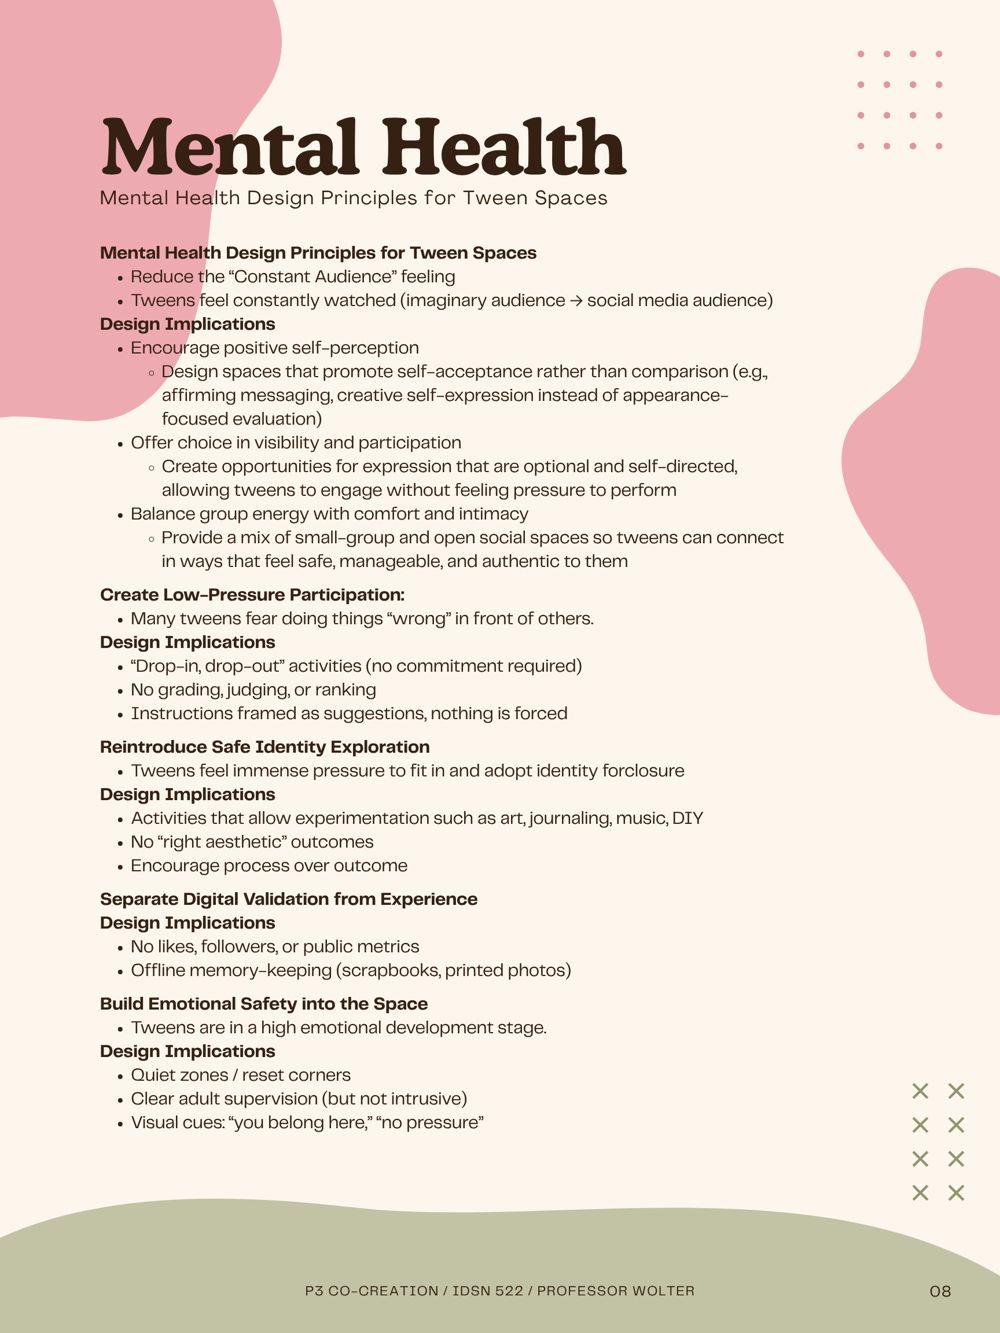 Mental Health
Mental Health Design Principles for Tween Spaces
Mental Health Design Principles for Tween Spaces
• Reduce the “Constant Audience” feeling
• Tweens feel constantly watched (imaginary audience → social media audience)
Design Implications
• Encourage positive self-perception
◦ Design spaces that promote self-acceptance rather than comparison (e.g.,
affirming messaging, creative self-expression instead of appearance-
focused evaluation)
• Offer choice in visibility and participation
◦ Create opportunities for expression that are optional and self-directed,
allowing tweens to engage without feeling pressure to perform
• Balance group energy with comfort and intimacy
◦ Provide a mix of small-group and open social spaces so tweens can connect
in ways that feel safe, manageable, and authentic to them
Create Low-Pressure Participation:
• Many tweens fear doing things “wrong” in front of others.
Design Implications
• “Drop-in, drop-out” activities (no commitment required)
• No grading, judging, or ranking
• Instructions framed as suggestions, nothing is forced
Reintroduce Safe Identity Exploration
• Tweens feel immense pressure to fit in and adopt identity forclosure
Design Implications
• Activities that allow experimentation such as art, journaling, music, DIY
• No “right aesthetic” outcomes
• Encourage process over outcome
Separate Digital Validation from Experience
Design Implications
• No likes, followers, or public metrics
• Offline memory-keeping (scrapbooks, printed photos)
Build Emotional Safety into the Space
• Tweens are in a high emotional development stage.
Design Implications
• Quiet zones / reset corners
• Clear adult supervision (but not intrusive)
• Visual cues: “you belong here,” “no pressure”
P3 CO-CREATION / IDSN 522 / PROFESSOR WOLTER
08